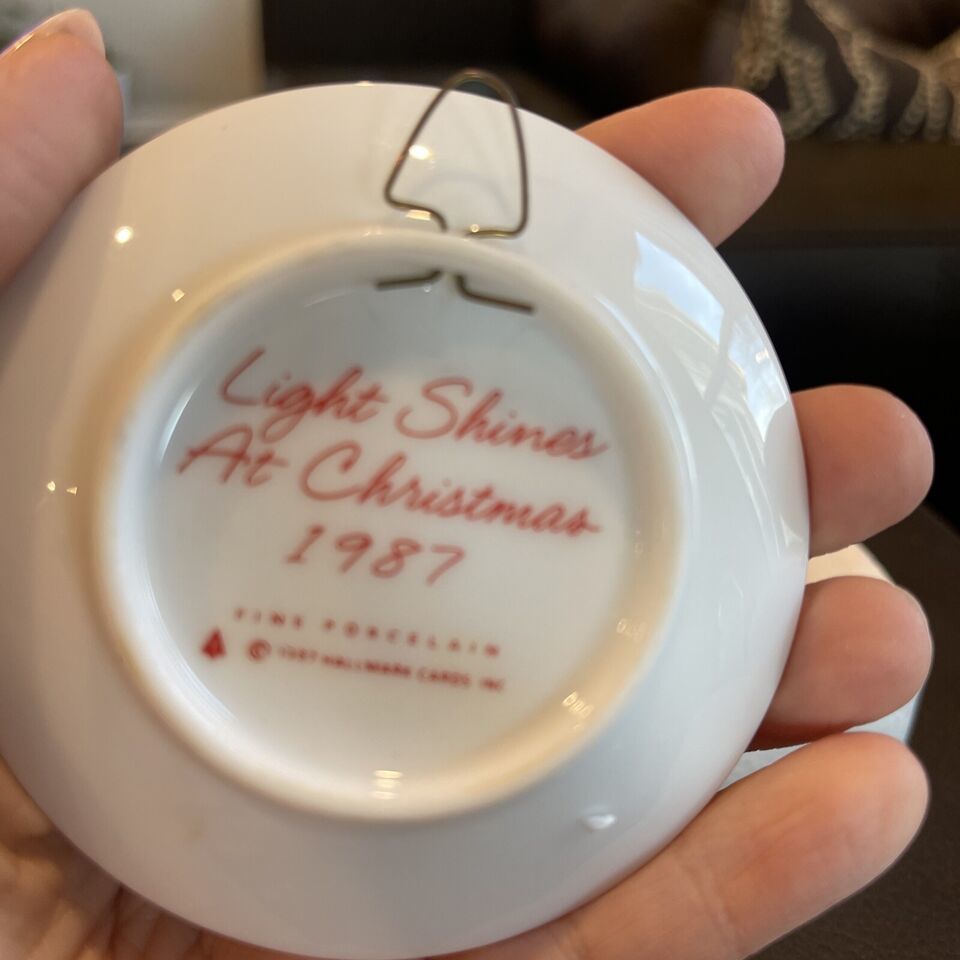 Light Shines
At Christmas
1987
FINE PORCELAIN
© 1987 HALLMARK CARDS INC